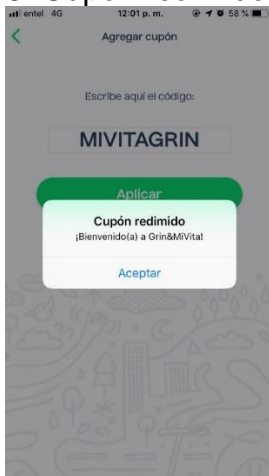 entel 4G 12:01 p. m. 58 %
Agregar cupón
Escribe aquí el código:
MIVITAGRIN
Aplicar
Cupón redimido
¡Bienvenido(a) a Grin&MiVita!
Aceptar